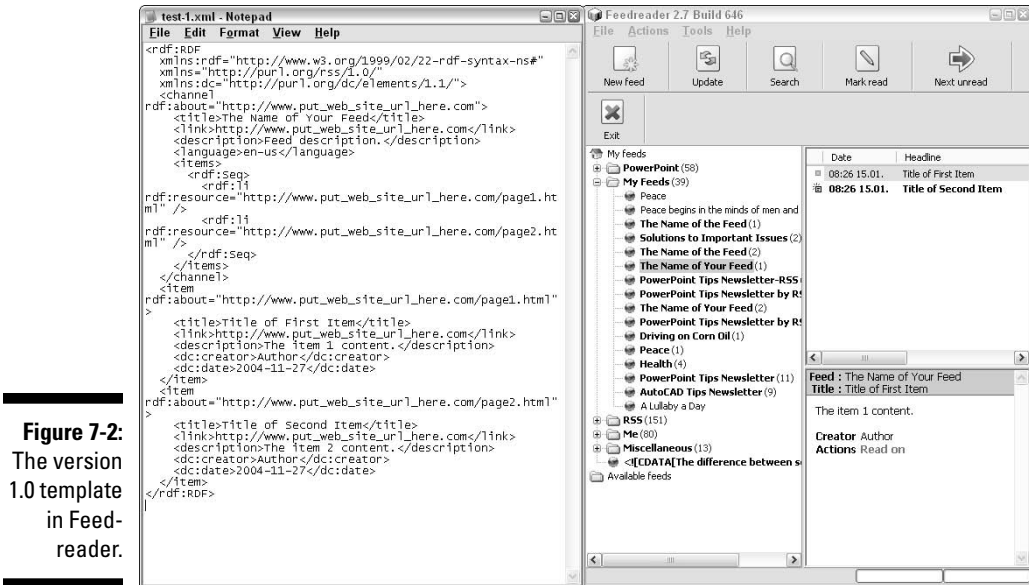 test-1.xml - Notepad
File Edit Format View Help
<rdf:RDF
xmlns:rdf="http://www.w3.org/1999/02/22-rdf-syntax-ns#"
xmlns="http://purl.org/rss/1.0/"
xmlns:dc="http://purl.org/dc/elements/1.1/">
<channel
rdf:about="http://www.put_web_site_url_here.com">
<title>The Name of Your Feed</title>
<link>http://www.put_web_site_url_here.com</link>
<description>Feed description.</description>
<language>en-us</language>
<items>
<rdf:Seq>
<rdf:li
rdf:resource="http://www.put_web_site_url_here.com/page1.ht
ml" />
<rdf:li
rdf:resource="http://www.put_web_site_url_here.com/page2.ht
ml" />
</rdf:Seq>
</items>
</channel>
<item
rdf:about="http://www.put_web_site_url_here.com/page1.html"
>
<title>Title of First Item</title>
<link>http://www.put_web_site_url_here.com</link>
<description>The item 1 content.</description>
<dc:creator>Author</dc:creator>
<dc:date>2004-11-27</dc:date>
</item>
<item
rdf:about="http://www.put_web_site_url_here.com/page2.html"
>
<title>Title of Second Item</title>
<link>http://www.put_web_site_url_here.com</link>
<description>The item 2 content.</description>
<dc:creator>Author</dc:creator>
<dc:date>2004-11-27</dc:date>
</item>
</rdf:RDF>
Feedreader 2.7 Build 646
File Actions Tools Help
New feed Update Search Mark read Next unread
Exit
My feeds
PowerPoint (58)
My Feeds (39)
Peace
Peace begins in the minds of men and
The Name of the Feed (1)
Solutions to Important Issues (2)
The Name of the Feed (2)
The Name of Your Feed (1)
PowerPoint Tips Newsletter-RSS
PowerPoint Tips Newsletter by RS
The Name of Your Feed (2)
PowerPoint Tips Newsletter by RS
Driving on Corn Oil (1)
Peace (1)
Health (4)
PowerPoint Tips Newsletter (11)
AutoCAD Tips Newsletter (9)
A Lullaby a Day
RSS (151)
Me (80)
Miscellaneous (13)
<![CDATA[The difference between s
Available feeds
Date Headline
08:26 15.01. Title of First Item
08:26 15.01. Title of Second Item
Feed : The Name of Your Feed
Title : Title of First Item
The item 1 content.
Creator Author
Actions Read on
Figure 7-2:
The version
1.0 template
in Feed-
reader.